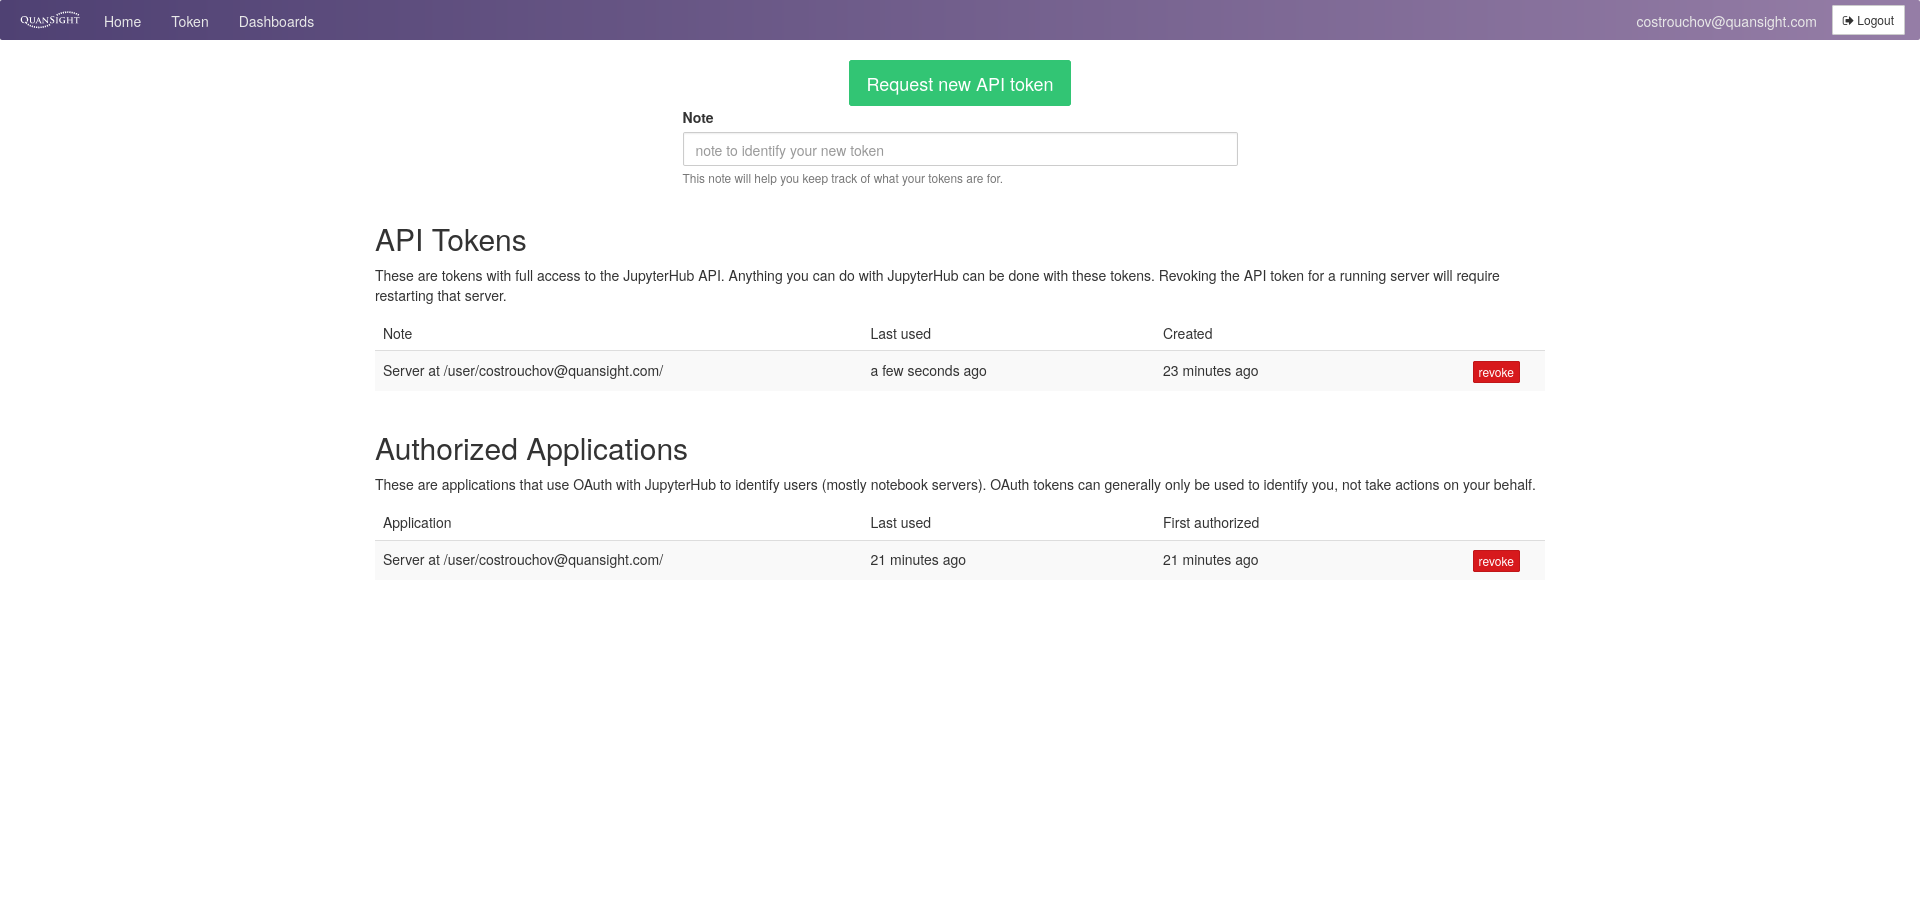 QUANSIGHT Home Token Dashboards costrouchov@quansight.com Logout
Request new API token
Note
note to identify your new token
This note will help you keep track of what your tokens are for.
API Tokens
These are tokens with full access to the JupyterHub API. Anything you can do with JupyterHub can be done with these tokens. Revoking the API token for a running server will require
restarting that server.
Note Last used Created
Server at /user/costrouchov@quansight.com/ a few seconds ago 23 minutes ago revoke
Authorized Applications
These are applications that use OAuth with JupyterHub to identify users (mostly notebook servers). OAuth tokens can generally only be used to identify you, not take actions on your behalf.
Application Last used First authorized
Server at /user/costrouchov@quansight.com/ 21 minutes ago 21 minutes ago revoke